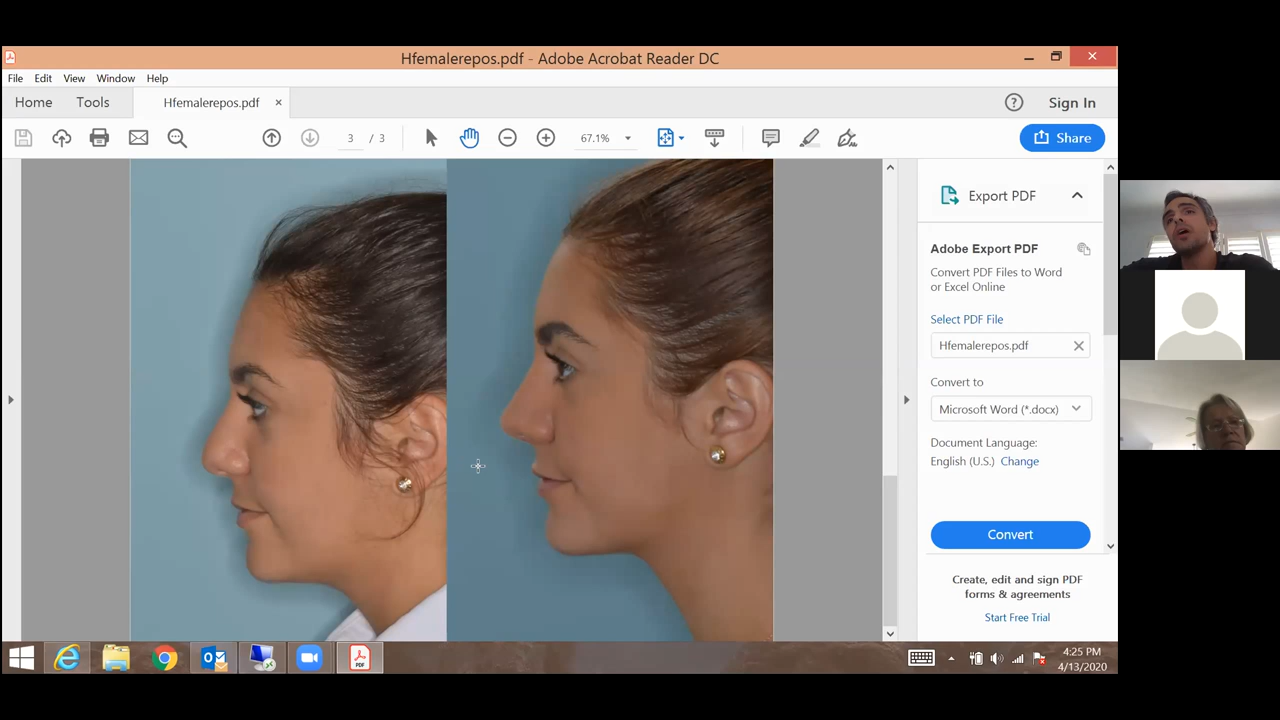 Hfemalerepos.pdf - Adobe Acrobat Reader DC
File Edit View Window Help
Home Tools Hfemalerepos.pdf × Sign In
3 / 3 67.1% Share
Export PDF
Adobe Export PDF
Convert PDF Files to Word
or Excel Online
Select PDF File
Hfemalerepos.pdf
Convert to
Microsoft Word (*.docx)
Document Language:
English (U.S.) Change
Convert
Create, edit and sign PDF
forms & agreements
Start Free Trial
4:25 PM
4/13/2020